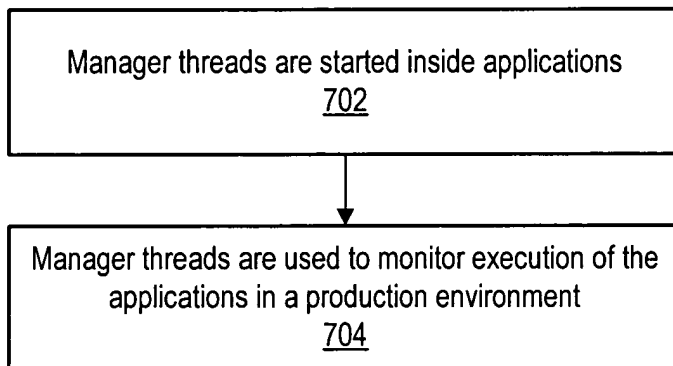 Manager threads are started inside applications
702
Manager threads are used to monitor execution of the
applications in a production environment
704